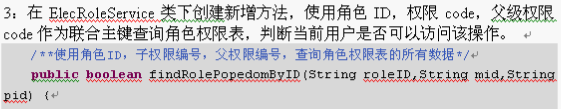 3：在 ElecRoleService 类下创建新增方法，使用角色 ID，权限 code，父级权限
code 作为联合主键查询角色权限表，判断当前用户是否可以访问该操作。
/**使用角色ID，子权限编号，父权限编号，查询角色权限表的所有数据*/
public boolean findRolePopedomByID(String roleID,String mid,String
pid) {